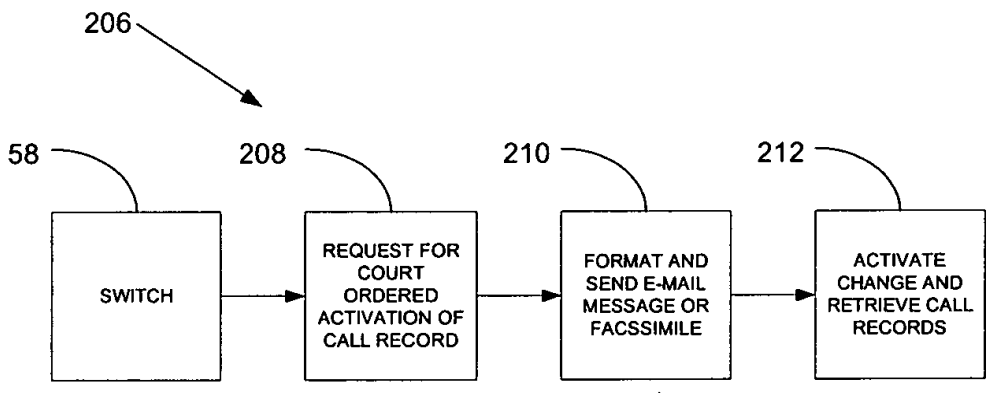 206
58
208
210
212
SWITCH
REQUEST FOR
COURT
ORDERED
ACTIVATION OF
CALL RECORD
FORMAT AND
SEND E-MAIL
MESSAGE OR
FACSSIMILE
ACTIVATE
CHANGE AND
RETRIEVE CALL
RECORDS